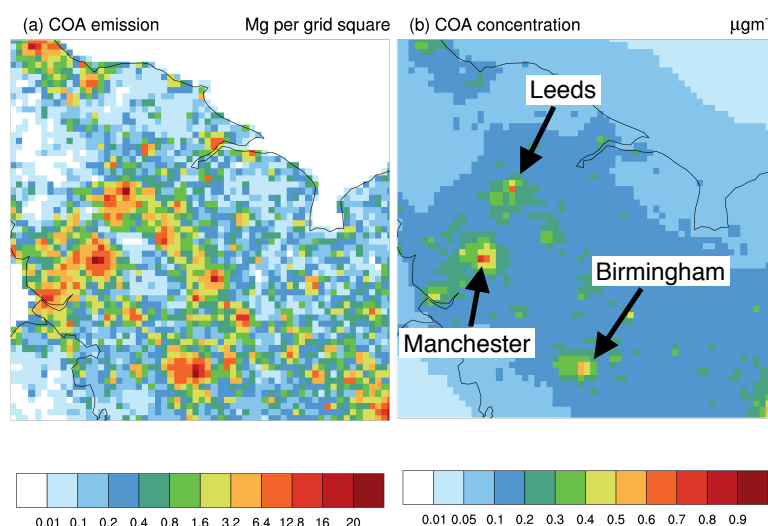 (a) COA emission Mg per grid square
(b) COA concentration µgm⁻
Leeds
Birmingham
Manchester
0.01 0.1 0.2 0.4 0.8 1.6 3.2 6.4 12.8 16 20
0.01 0.05 0.1 0.2 0.3 0.4 0.5 0.6 0.7 0.8 0.9